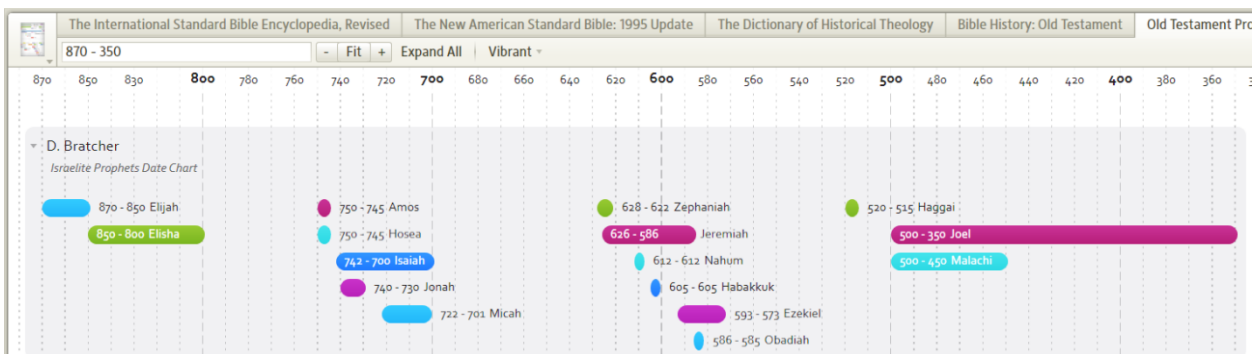 The International Standard Bible Encyclopedia, Revised The New American Standard Bible: 1995 Update The Dictionary of Historical Theology Bible History: Old Testament Old Testament Pro
870 - 350 - Fit + Expand All Vibrant
870 850 830 800 780 760 740 720 700 680 660 640 620 600 580 560 540 520 500 480 460 440 420 400 380 360 3
D. Bratcher
Israelite Prophets Date Chart
870 - 850 Elijah 750 - 745 Amos 628 - 622 Zephaniah 520 - 515 Haggai
850 - 800 Elisha 750 - 745 Hosea 626 - 586 Jeremiah 500 - 350 Joel
742 - 700 Isaiah 612 - 612 Nahum 500 - 450 Malachi
740 - 730 Jonah 605 - 605 Habakkuk
722 - 701 Micah 593 - 573 Ezekiel
586 - 585 Obadiah